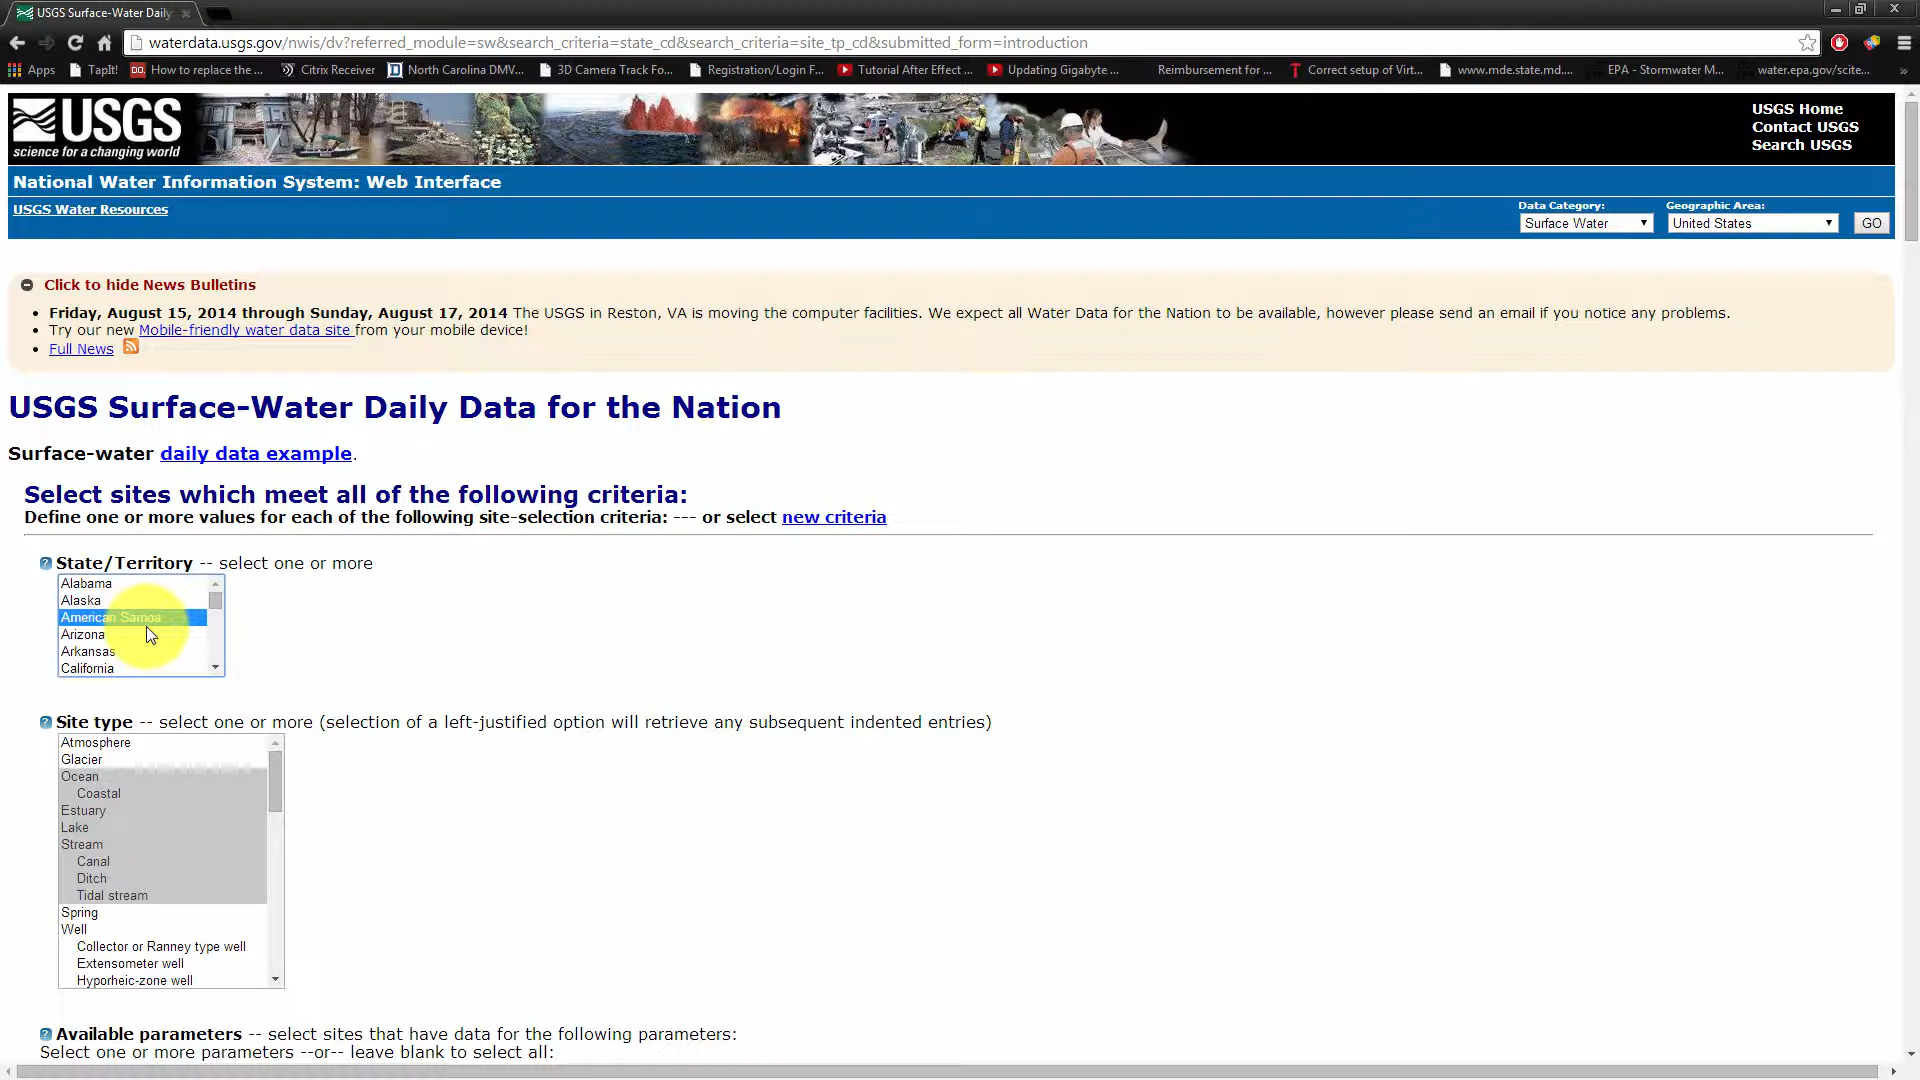 USGS Surface-Water Daily
waterdata.usgs.gov/nwis/dv?referred_module=sw&search_criteria=state_cd&search_criteria=site_tp_cd&submitted_form=introduction
Apps TapIt! How to replace the ... Citrix Receiver North Carolina DMV... 3D Camera Track Fo... Registration/Login F... Tutorial After Effect ... Updating Gigabyte ... Reimbursement for ... Correct setup of Virt... www.mde.state.md.... EPA - Stormwater M... water.epa.gov/scite... »
USGS
science for a changing world
USGS Home
Contact USGS
Search USGS
National Water Information System: Web Interface
USGS Water Resources
Data Category: Geographic Area:
Surface Water United States GO
Click to hide News Bulletins
• Friday, August 15, 2014 through Sunday, August 17, 2014 The USGS in Reston, VA is moving the computer facilities. We expect all Water Data for the Nation to be available, however please send an email if you notice any problems.
• Try our new Mobile-friendly water data site from your mobile device!
• Full News
USGS Surface-Water Daily Data for the Nation
Surface-water daily data example.
Select sites which meet all of the following criteria:
Define one or more values for each of the following site-selection criteria: --- or select new criteria
? State/Territory -- select one or more
Alabama
Alaska
American Samoa
Arizona
Arkansas
California
? Site type -- select one or more (selection of a left-justified option will retrieve any subsequent indented entries)
Atmosphere
Glacier
Ocean
Coastal
Estuary
Lake
Stream
Canal
Ditch
Tidal stream
Spring
Well
Collector or Ranney type well
Extensometer well
Hyporheic-zone well
? Available parameters -- select sites that have data for the following parameters:
Select one or more parameters --or-- leave blank to select all: